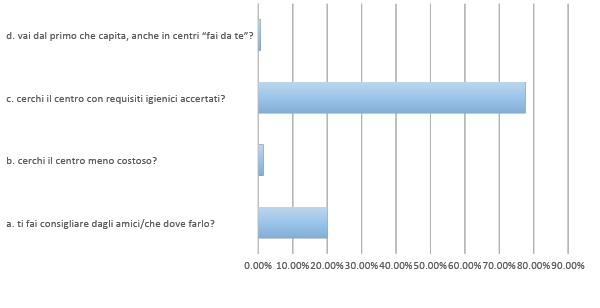 d. vai dal primo che capita, anche in centri “fai da te”?
c. cerchi il centro con requisiti igienici accertati?
b. cerchi il centro meno costoso?
a. ti fai consigliare dagli amici/che dove farlo?
0.00% 10.00%20.00%30.00%40.00%50.00%60.00%70.00%80.00%90.00%